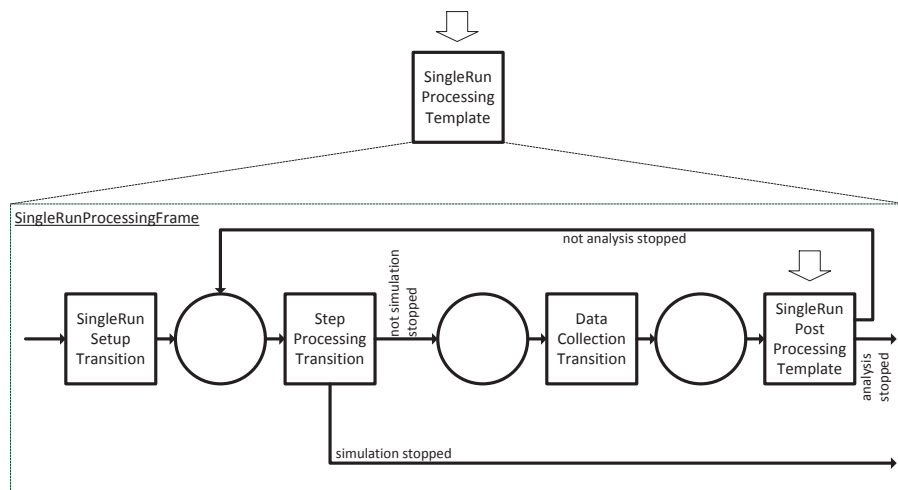 SingleRun
Processing
Template
SingleRunProcessingFrame
not analysis stopped
SingleRun
Setup
Transition
Step
Processing
Transition
not simulation
stopped
Data
Collection
Transition
SingleRun
Post
Processing
Template
analysis
stopped
simulation stopped